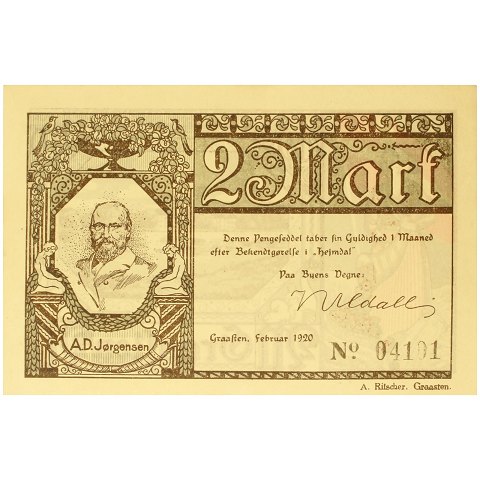 2 Mark
Denne Pengeseddel taber sin Gyldighed 1 Maaned
efter Bekendtgørelse i „Hejmdal“
Paa Byens Vegne:
Graasten, Februar 1920
No 04101
A.D. Jørgensen
A. Ritscher. Graasten.